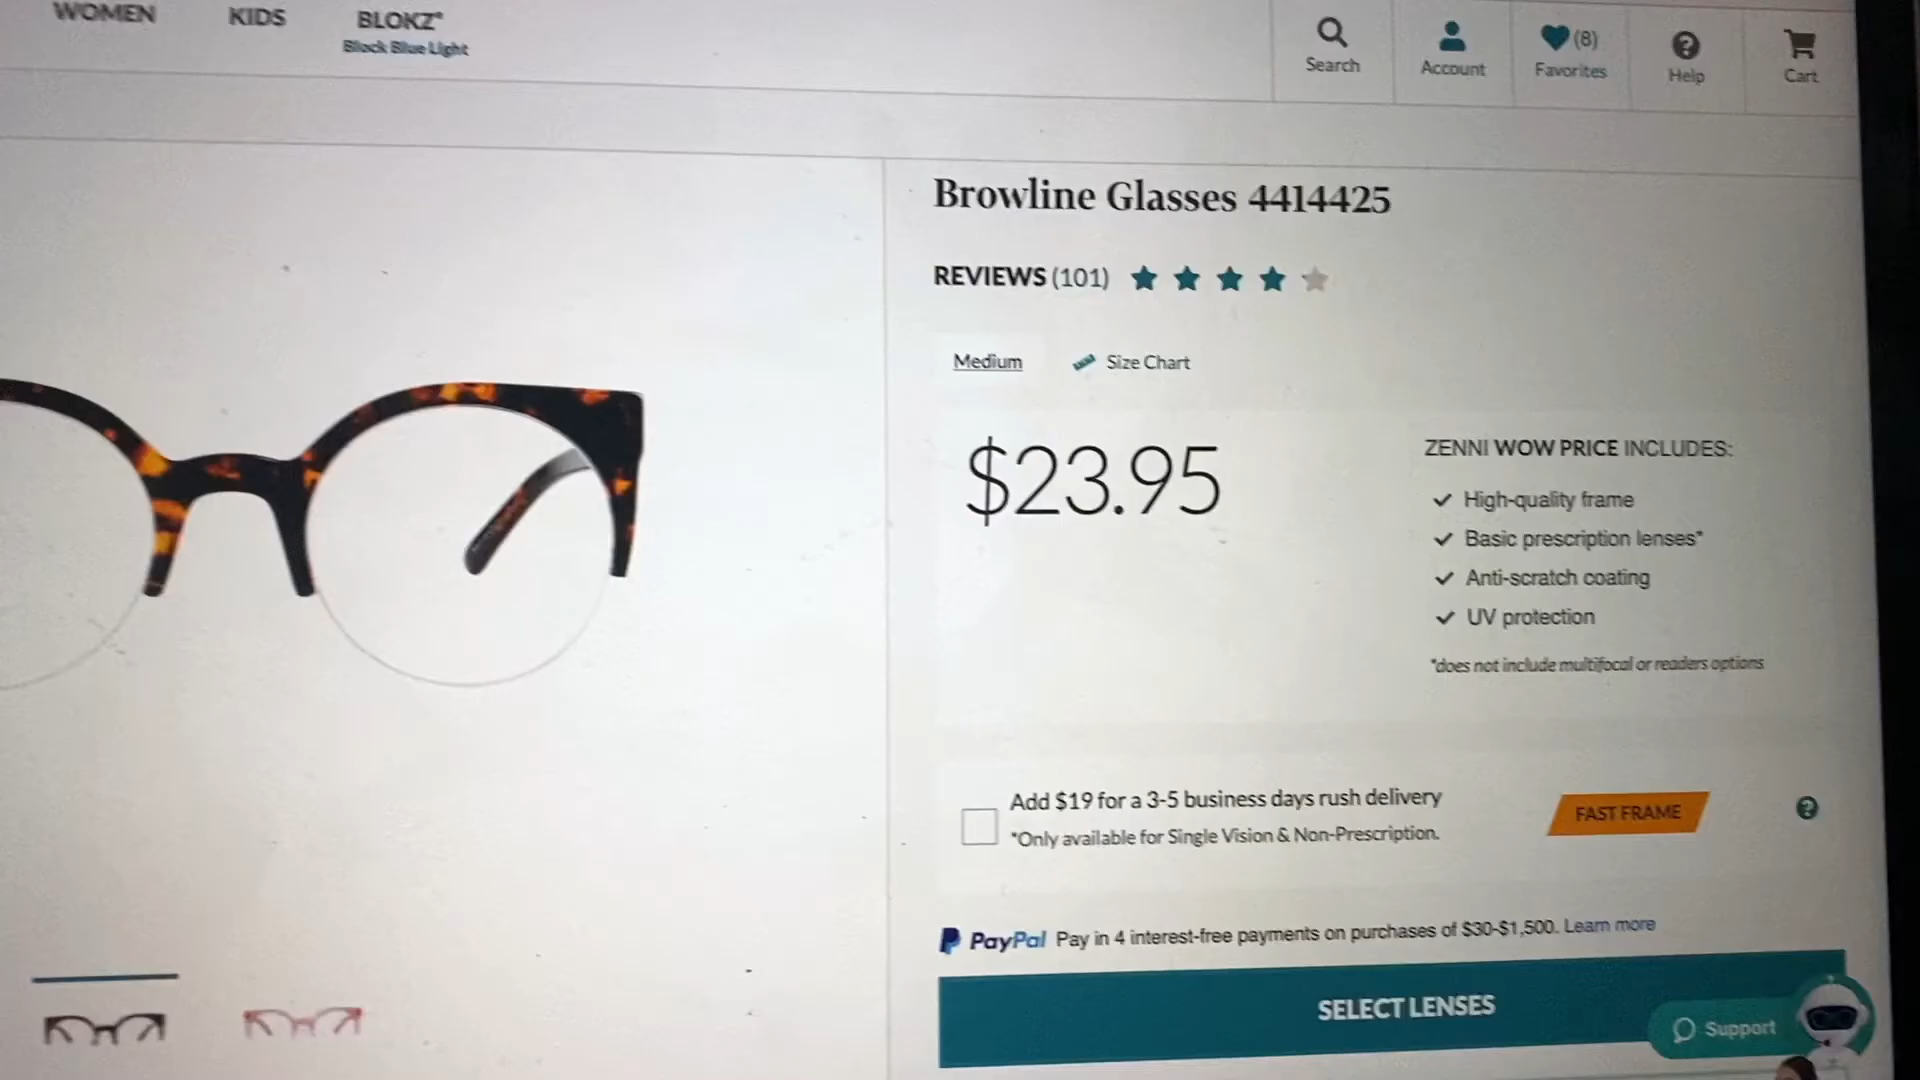 WOMEN
KIDS
BLOKZ®
Block Blue Light
Search
Account
(8)
Favorites
Help
Cart
Browline Glasses 4414425
REVIEWS (101)
Medium
Size Chart
$23.95
ZENNI WOW PRICE INCLUDES:
High-quality frame
Basic prescription lenses*
Anti-scratch coating
UV protection
*does not include multifocal or readers options
Add $19 for a 3-5 business days rush delivery
*Only available for Single Vision & Non-Prescription.
FAST FRAME
PayPal Pay in 4 interest-free payments on purchases of $30-$1,500. Learn more
SELECT LENSES
Support